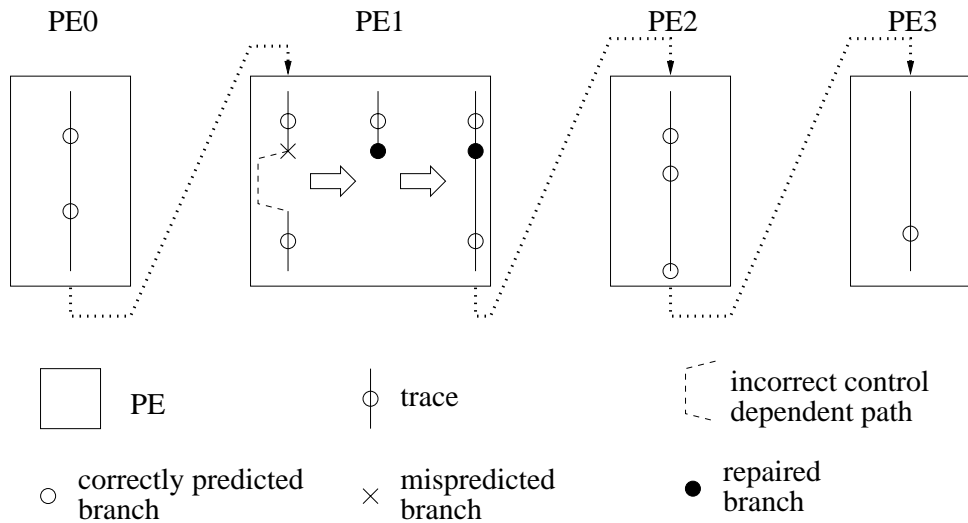 PE0
PE1
PE2
PE3
PE
trace
incorrect control
dependent path
correctly predicted
branch
mispredicted
branch
repaired
branch